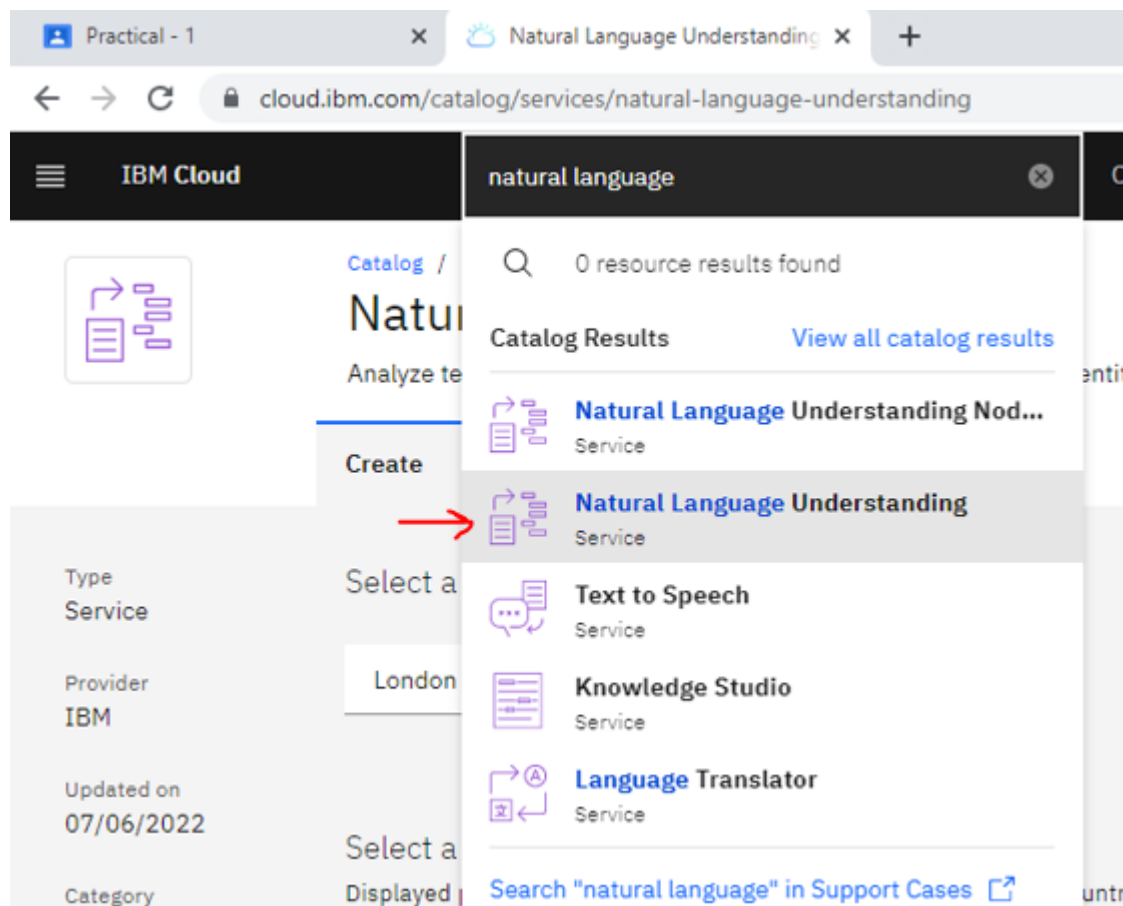 Practical - 1
Natural Language Understanding
cloud.ibm.com/catalog/services/natural-language-understanding
IBM Cloud
natural language
Catalog /
0 resource results found
Catalog Results
View all catalog results
Analyze
Natural Language Understanding Nod...
Service
Create
Natural Language Understanding
Service
Type
Service
Select a
Text to Speech
Service
London
Provider
IBM
Knowledge Studio
Service
Updated on
07/06/2022
Language Translator
Service
Select a
Category
Displayed
Search "natural language" in Support Cases